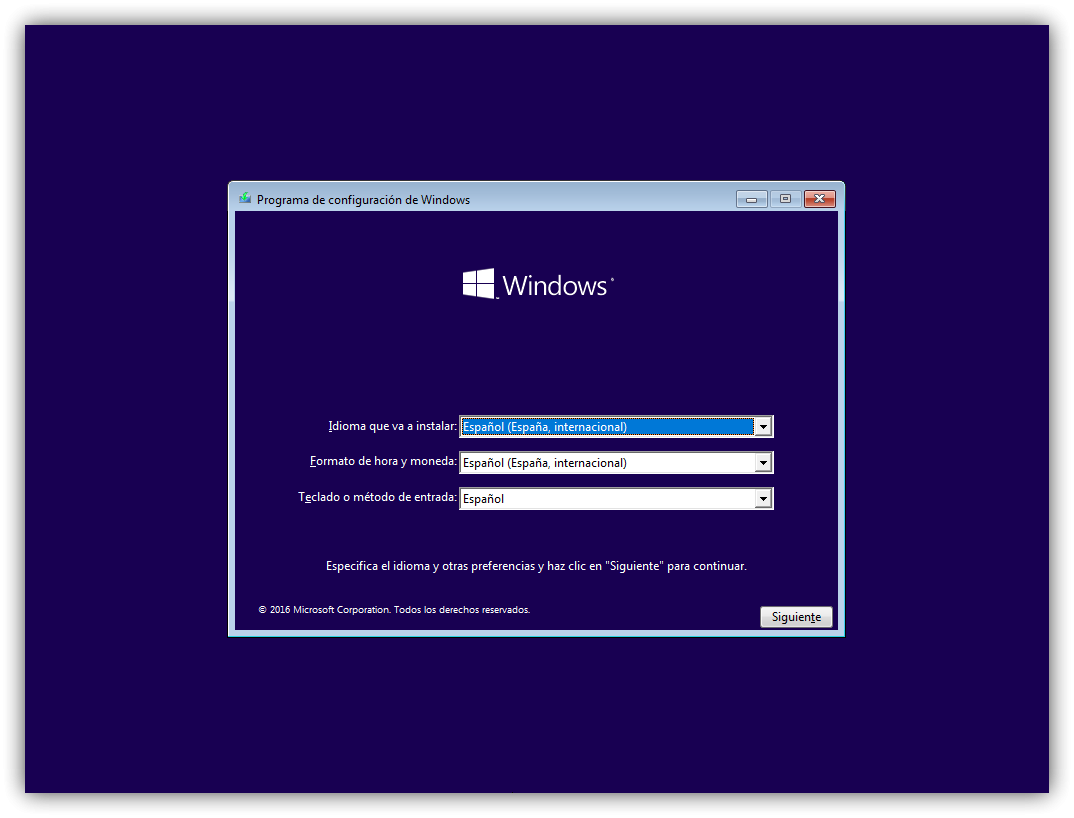 Programa de configuración de Windows
Windows
Idioma que va a instalar: Español (España, internacional)
Formato de hora y moneda: Español (España, internacional)
Teclado o método de entrada: Español
Especifica el idioma y otras preferencias y haz clic en "Siguiente" para continuar.
© 2016 Microsoft Corporation. Todos los derechos reservados.
Siguiente